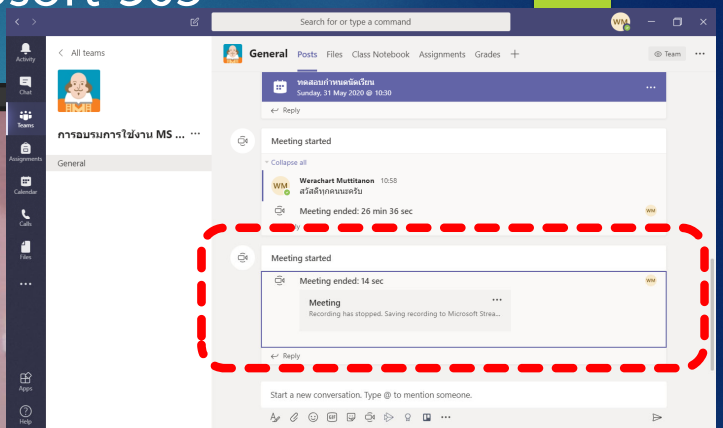 osoft 365
Search for or type a command
WM
Activity
Chat
Teams
Assignments
Calendar
Calls
Files
Apps
Help
All teams
การอบรมการใช้งาน MS ...
General
General Posts Files Class Notebook Assignments Grades +
Team
ทดสอบกำหนดนัดเรียน
Sunday, 31 May 2020 @ 10:30
Reply
Meeting started
Collapse all
WM
Werachart Muttitanon 10:58
สวัสดีทุกคนนะครับ
Meeting ended: 26 min 36 sec
WM
Meeting started
Meeting ended: 14 sec
WM
Meeting
Recording has stopped. Saving recording to Microsoft Strea...
Reply
Start a new conversation. Type @ to mention someone.
GIF